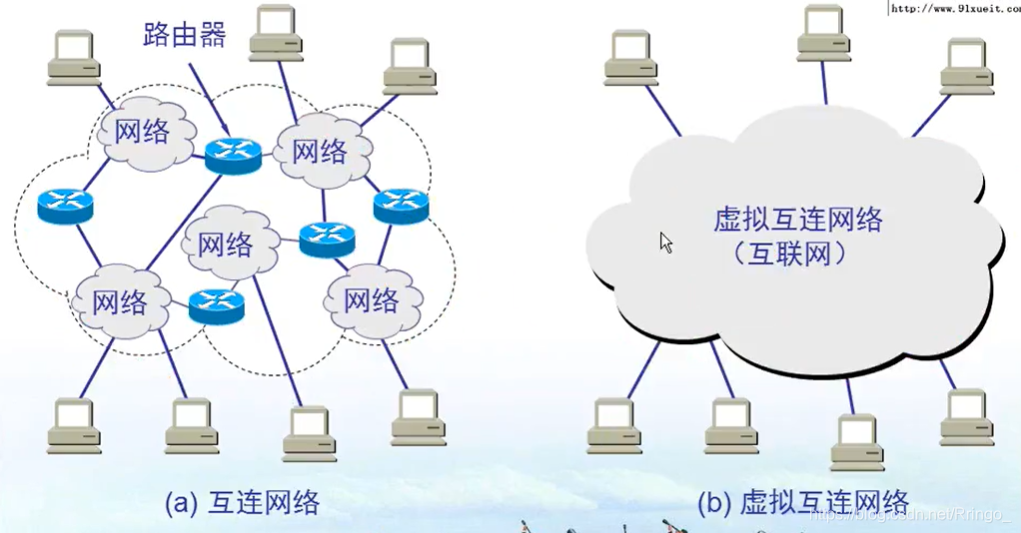 http://www.91xueit.c
路由器
网络
网络
网络
网络
网络
虚拟互连网络
（互联网）
(a) 互连网络
(b) 虚拟互连网络
https://blog.csdn.net/Rringo_